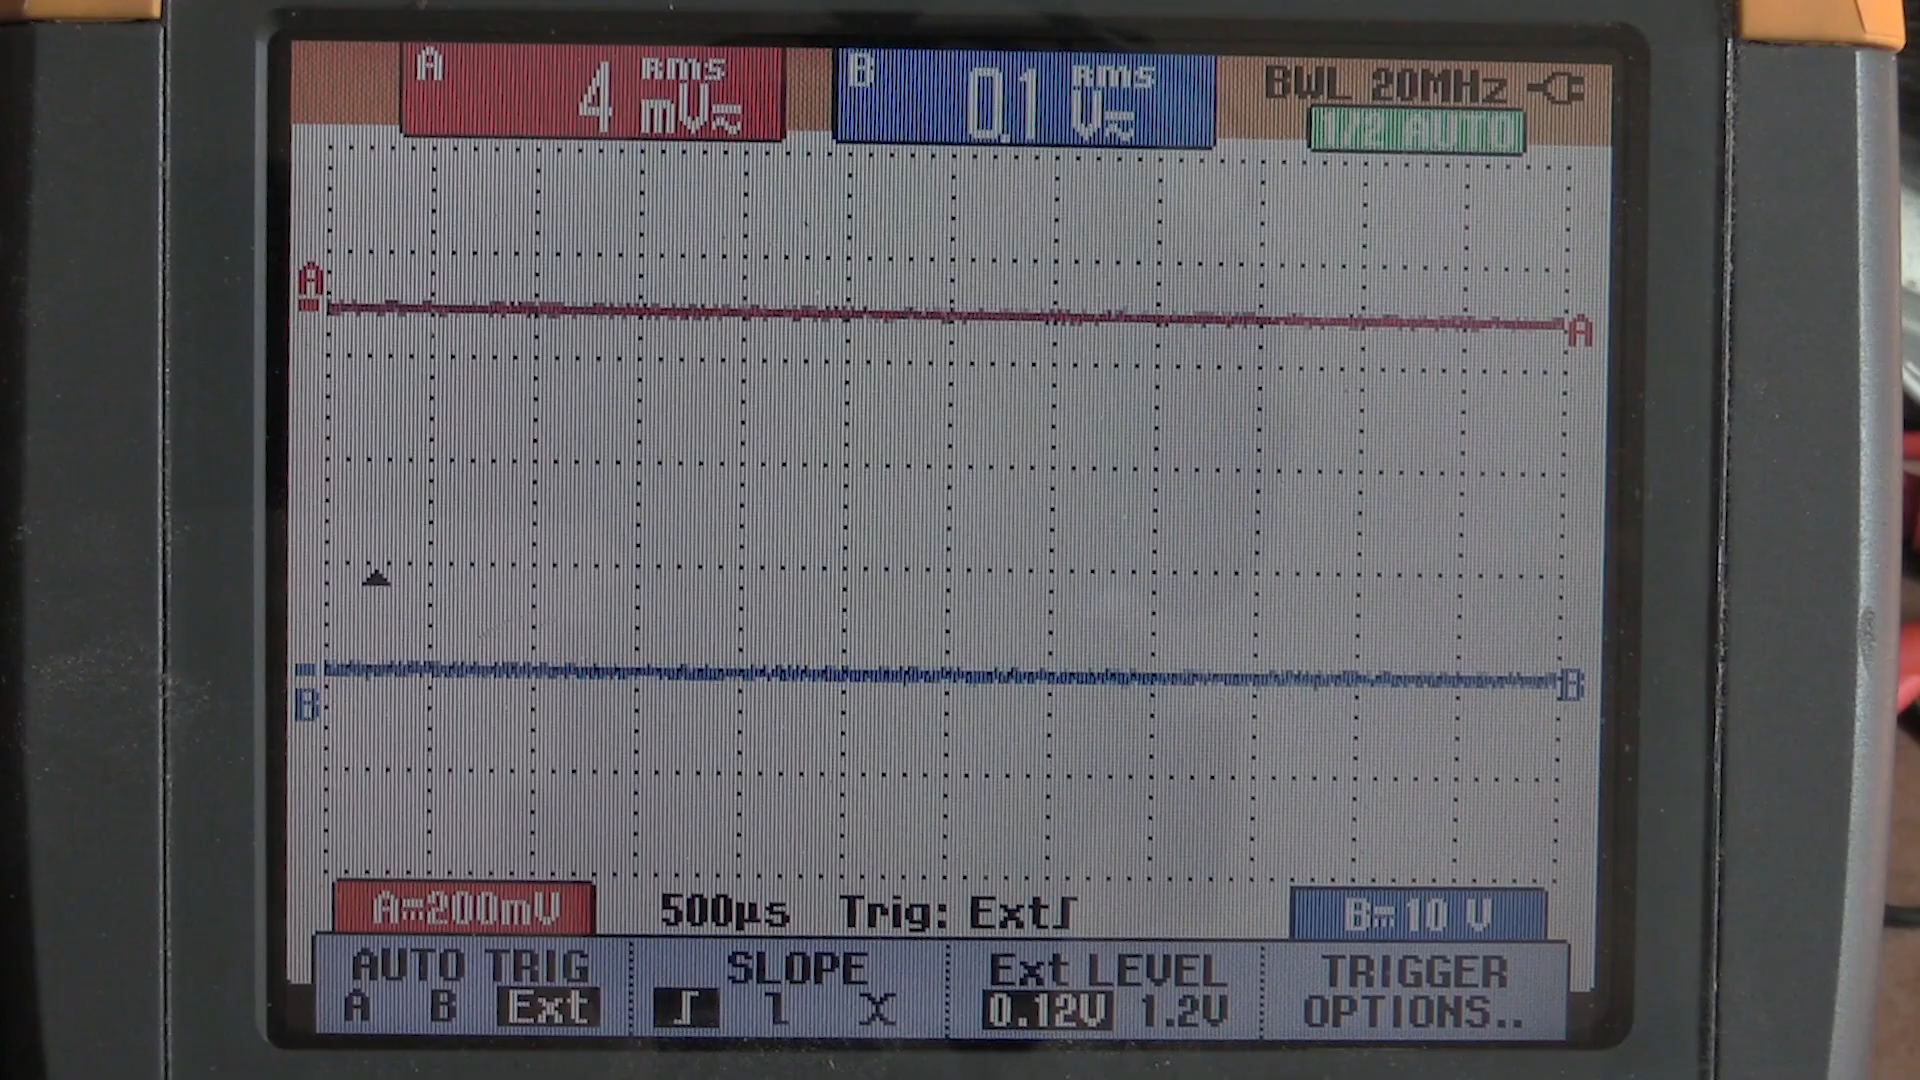 A 4 rms mV
B 0.1 rms V
BWL 20MHz
1/2 AUTO
A
A
B
B
A=200mV 500µs Trig: Ext B=10 V
AUTO TRIG SLOPE Ext LEVEL TRIGGER
A B Ext X 0.12V 1.2V OPTIONS..